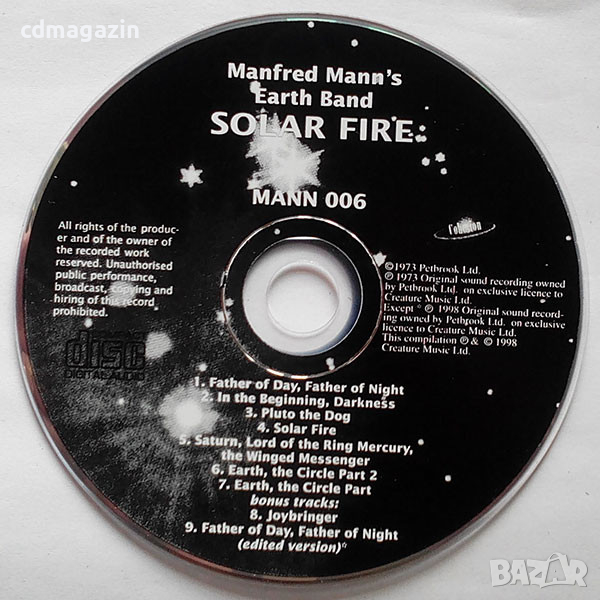 cdmagazin
Manfred Mann's
Earth Band
SOLAR FIRE
MANN 006
All rights of the produc-
er and of the owner of
the recorded work
reserved. Unauthorised
public performance,
broadcast, copying and
hiring of this record
prohibited.
Cohesion
©1973 Petbrook Ltd.
℗ 1973 Original sound recording owned
by Petbrook Ltd. on exclusive licence to
Creature Music Ltd.
Except * ℗ 1998 Original sound record-
ing owned by Petbrook Ltd. on exclusive
licence to Creature Music Ltd.
This compilation ℗ & © 1998
Creature Music Ltd.
COMPACT
disc
DIGITAL AUDIO
1. Father of Day, Father of Night
2. In the Beginning, Darkness
3. Pluto the Dog
4. Solar Fire
5. Saturn, Lord of the Ring Mercury,
the Winged Messenger
6. Earth, the Circle Part 2
7. Earth, the Circle Part
bonus tracks:
8. Joybringer
9. Father of Day, Father of Night
(edited version)*
BAZAR